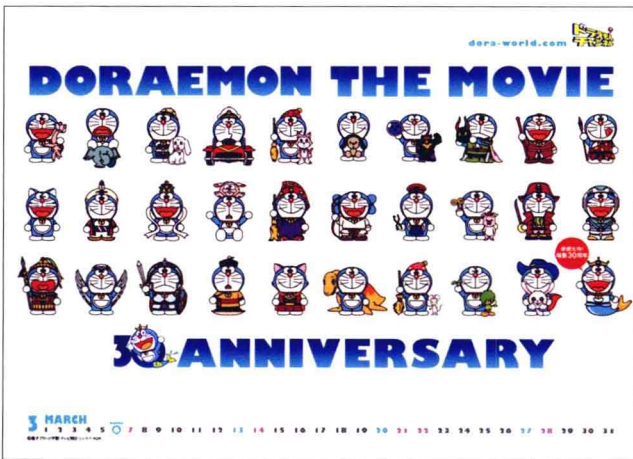 dora-world.com
DORAEMON THE MOVIE
30 ANNIVERSARY
3 MARCH
1 2 3 4 5 6 7 8 9 10 11 12 13 14 15 16 17 18 19 20 21 22 23 24 25 26 27 28 29 30 31